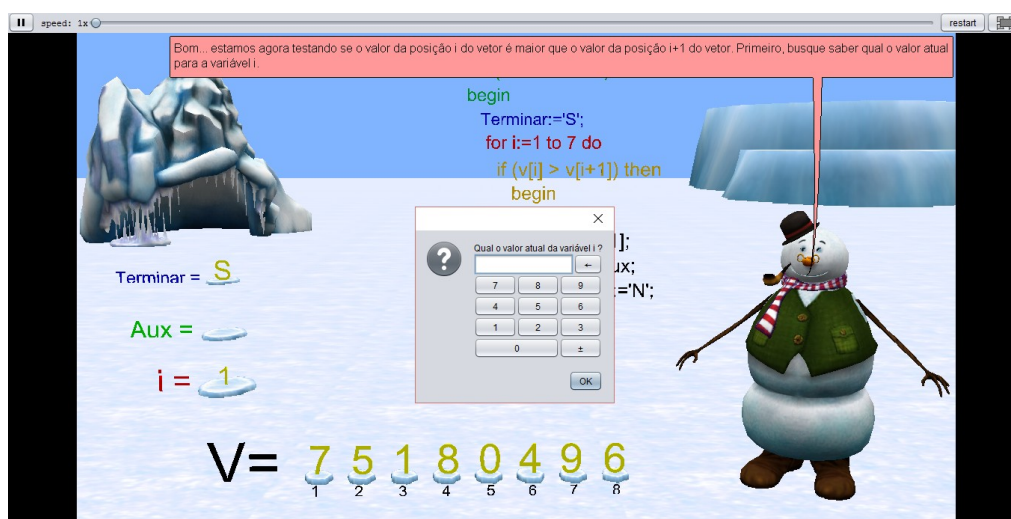 speed: 1x
restart
Bom... estamos agora testando se o valor da posição i do vetor é maior que o valor da posição i+1 do vetor. Primeiro, busque saber qual o valor atual
para a variável i.
begin
Terminar:='S';
for i:=1 to 7 do
if (v[i] > v[i+1]) then
begin
Qual o valor atual da variável i ?
←
7 8 9
4 5 6
1 2 3
0 ±
OK
1];
ux;
:='N';
Terminar = S
Aux =
i = 1
V= 7 5 1 8 0 4 9 6
1 2 3 4 5 6 7 8